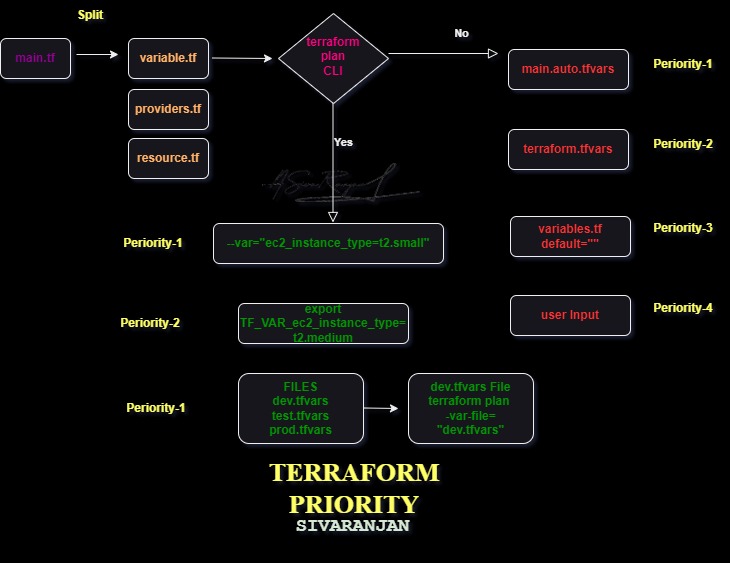 Split
main.tf
variable.tf
providers.tf
resource.tf
terraform
plan
CLI
No
Yes
main.auto.tfvars
Periority-1
terraform.tfvars
Periority-2
variables.tf
default=""
Periority-3
user Input
Periority-4
Periority-1
--var="ec2_instance_type=t2.small"
Periority-2
export
TF_VAR_ec2_instance_type=
t2.medium
Periority-1
FILES
dev.tfvars
test.tfvars
prod.tfvars
dev.tfvars File
terraform plan
-var-file=
"dev.tfvars"
TERRAFORM
PRIORITY
SIVARANJAN